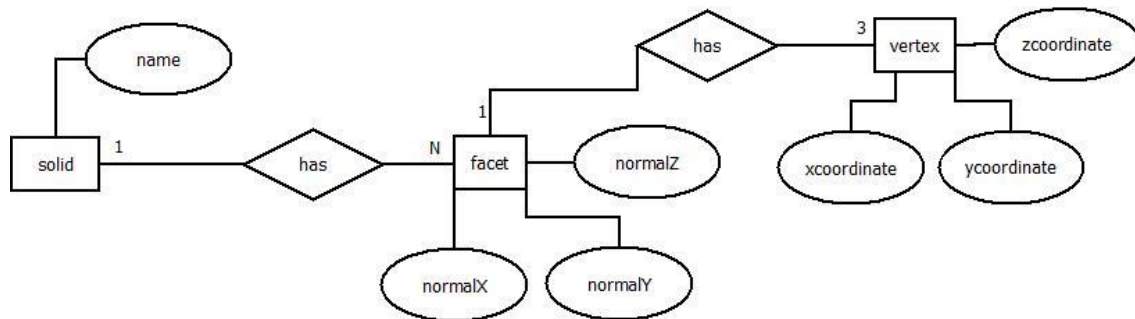 name
solid
1
has
N
facet
normalX
normalY
normalZ
1
has
3
vertex
xcoordinate
ycoordinate
zcoordinate